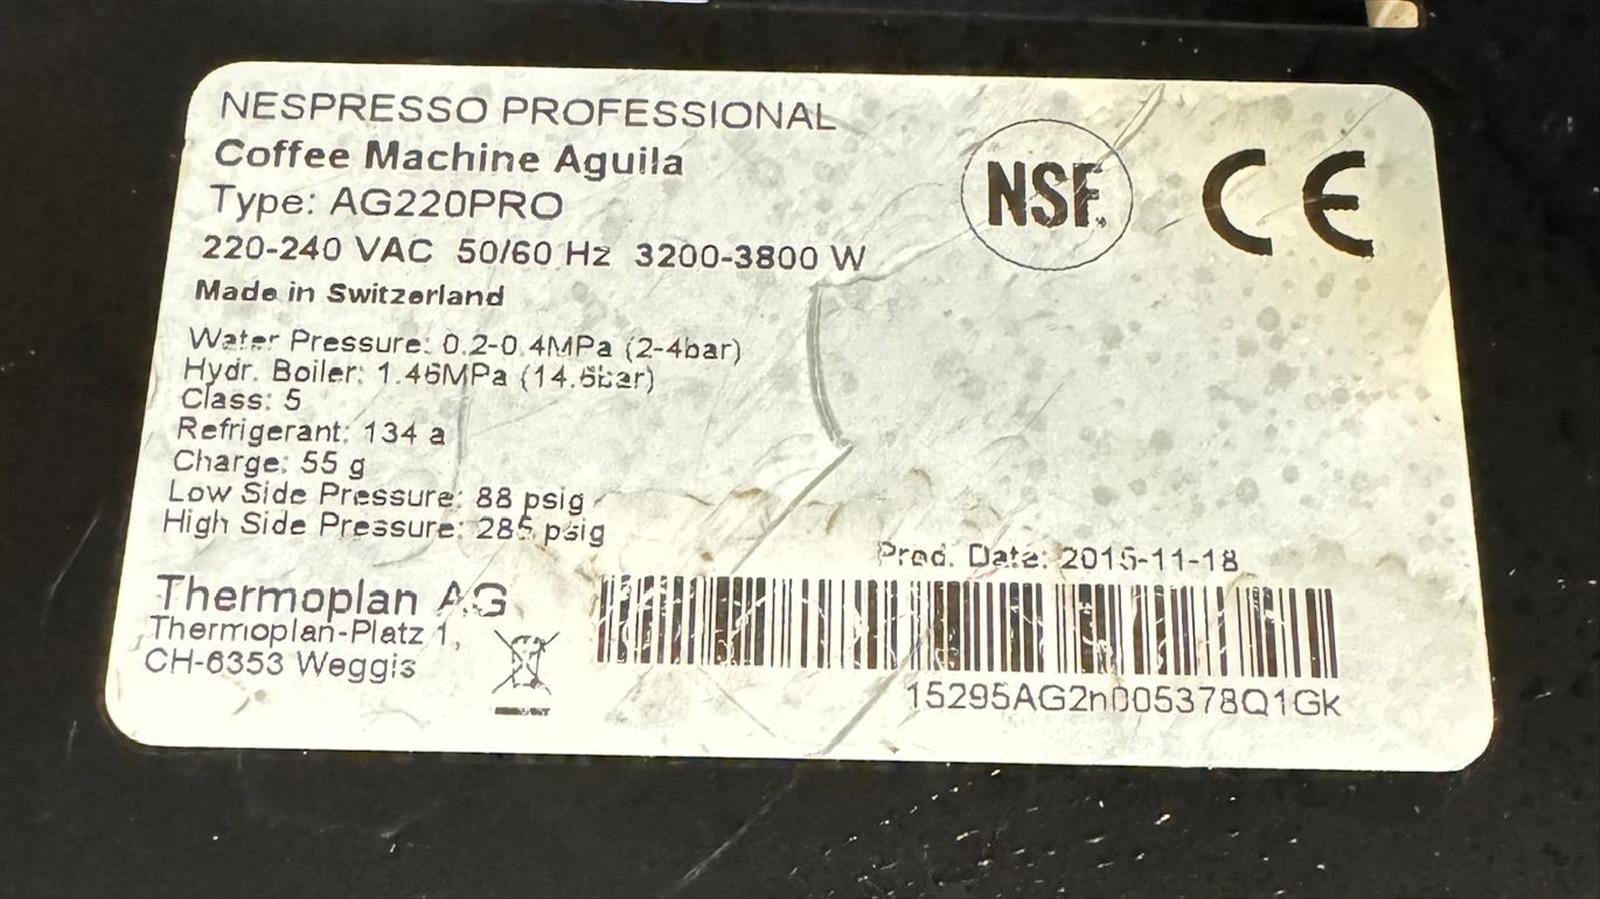 NESPRESSO PROFESSIONAL
Coffee Machine Aguila
Type: AG220PRO
220-240 VAC 50/60 Hz 3200-3800 W
Made in Switzerland
Water Pressure: 0.2-0.4MPa (2-4bar)
Hydr. Boiler: 1.46MPa (14.6bar)
Class: 5
Refrigerant: 134 a
Charge: 55 g
Low Side Pressure: 88 psig
High Side Pressure: 285 psig
NSF.
CE
Prod. Date: 2015-11-18
15295AG2n005378Q1Gk
Thermoplan AG
Thermoplan-Platz 1,
CH-6353 Weggis